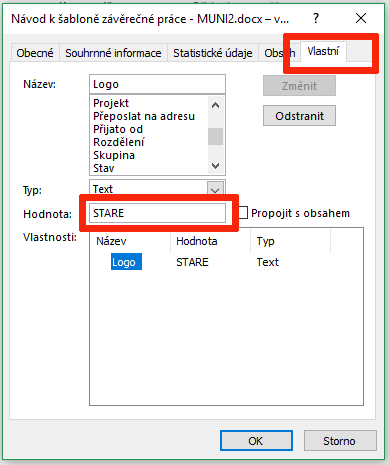 Návod k šabloně závěrečné práce - MUNI2.docx – v...
Obecné Souhrnné informace Statistické údaje Obsah Vlastní
Název: Logo Změnit
Projekt
Přeposlat na adresu Odstranit
Přijato od
Rozdělení
Skupina
Stav
Typ: Text
Hodnota: STARE Propojit s obsahem
Vlastnosti: Název Hodnota Typ
Logo STARE Text
OK Storno